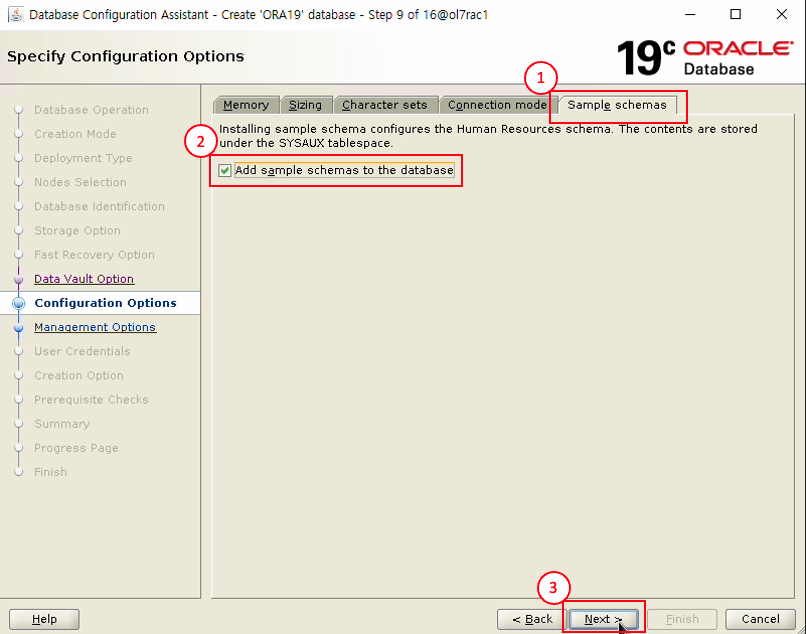 Database Configuration Assistant - Create 'ORA19' database - Step 9 of 16@ol7rac1
Specify Configuration Options
19c ORACLE
Database
1
Database Operation
Creation Mode
Deployment Type
Nodes Selection
Database Identification
Storage Option
Fast Recovery Option
Data Vault Option
Configuration Options
Management Options
User Credentials
Creation Option
Prerequisite Checks
Summary
Progress Page
Finish
Memory Sizing Character sets Connection mode Sample schemas
Installing sample schema configures the Human Resources schema. The contents are stored
under the SYSAUX tablespace.
2
Add sample schemas to the database
3
Help < Back Next > Finish Cancel